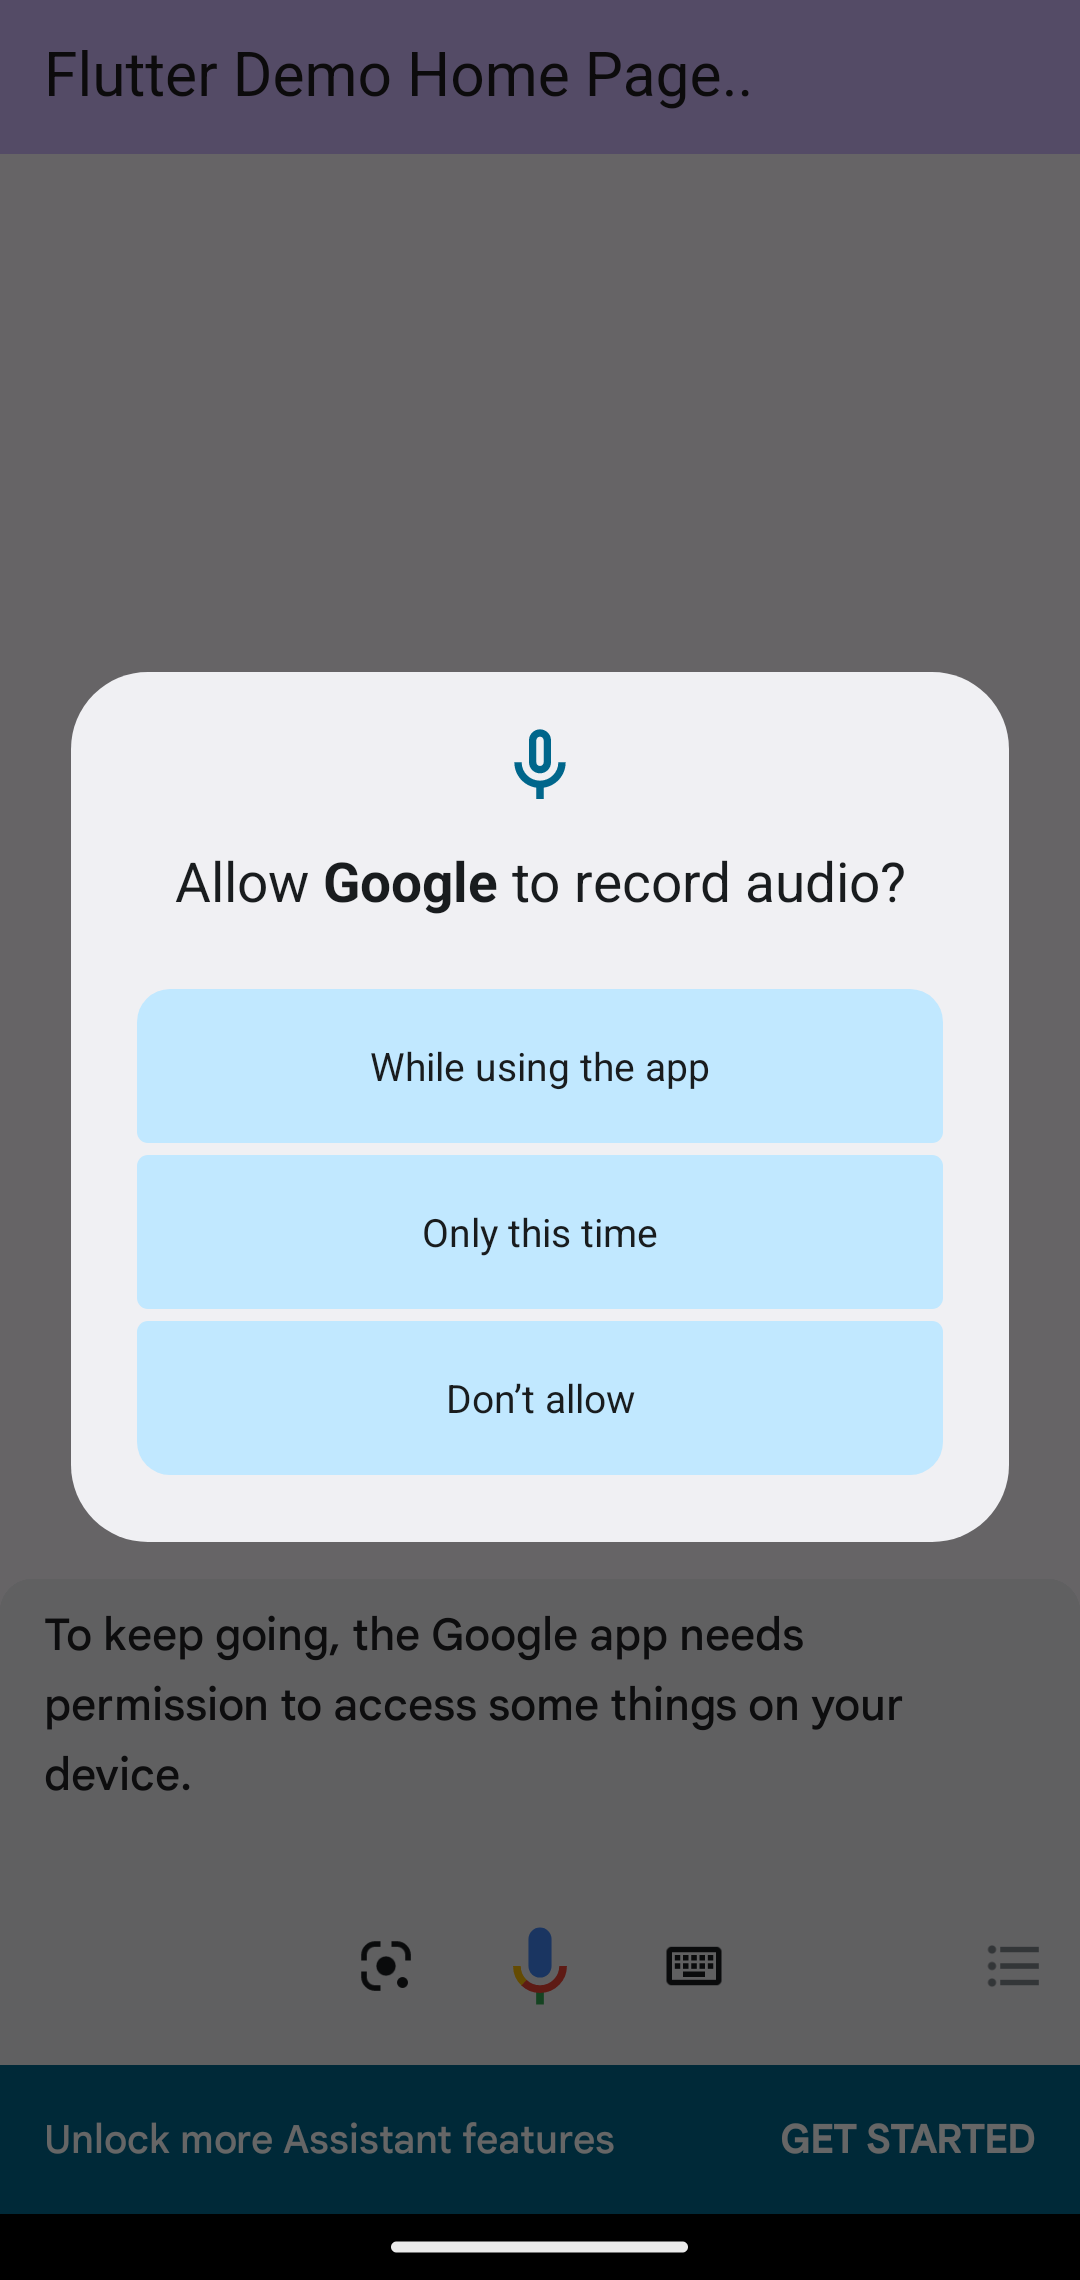 Flutter Demo Home Page..
Allow Google to record audio?
While using the app
Only this time
Don’t allow
To keep going, the Google app needs
permission to access some things on your
device.
Unlock more Assistant features
GET STARTED